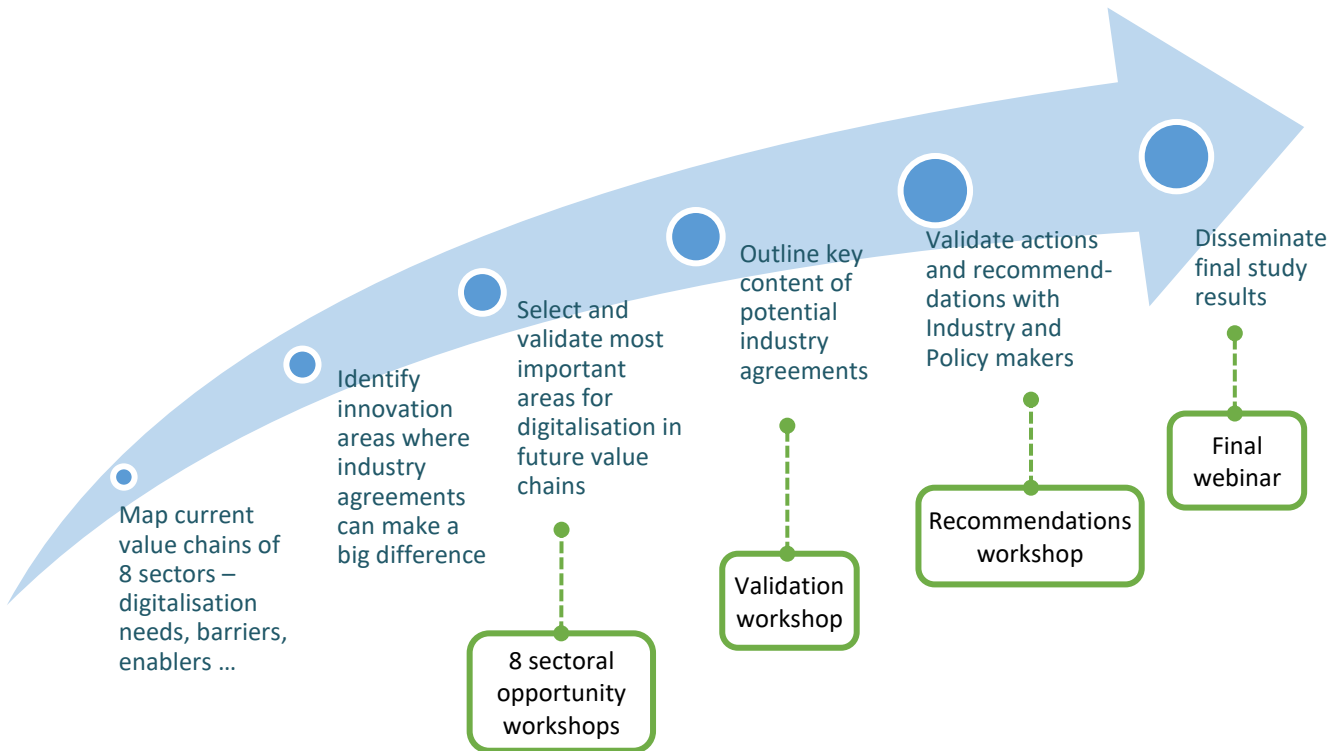 Map current
value chains of
8 sectors –
digitalisation
needs, barriers,
enablers ...
Identify
innovation
areas where
industry
agreements
can make a
big difference
Select and
validate most
important
areas for
digitalisation in
future value
chains
8 sectoral
opportunity
workshops
Outline key
content of
potential
industry
agreements
Validation
workshop
Validate actions
and recommend-
dations with
Industry and
Policy makers
Recommendations
workshop
Disseminate
final study
results
Final
webinar